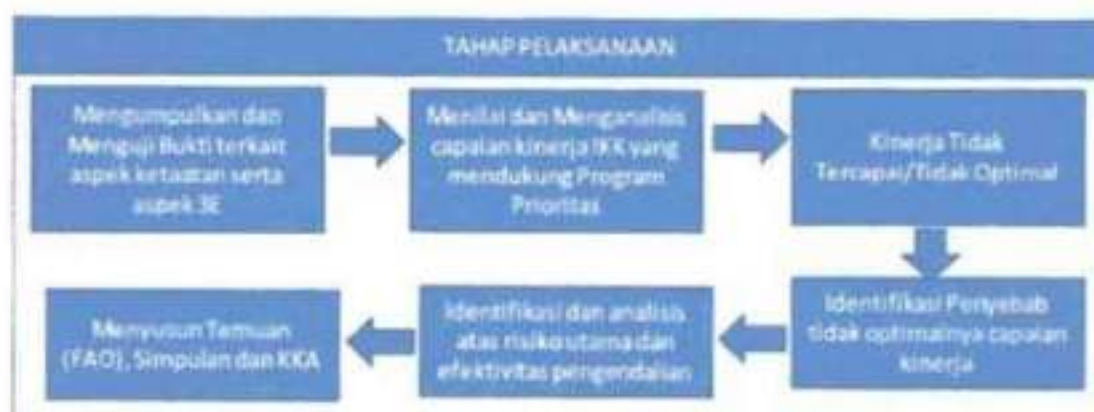 TAHAP PELAKSANAAN
Mengumpulkan dan
Menguji Bukti terkait
aspek ketaatan serta
aspek 3E
Menilai dan Menganalisis
capaian kinerja IKK yang
mendukung Program
Prioritas
Kinerja Tidak
Tercapai/Tidak Optimal
Identifikasi Penyebab
tidak optimalnya capaian
kinerja
Identifikasi dan analisis
atas risiko utama dan
efektivitas pengendalian
Menyusun Temuan
(FAO), Simpulan dan KKA